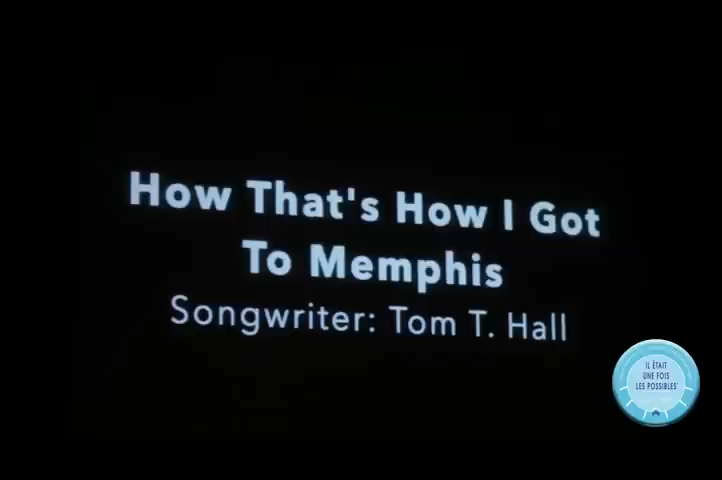 How That's How I Got
To Memphis
Songwriter: Tom T. Hall
IL ÉTAIT
UNE FOIS
LES POSSIBLES